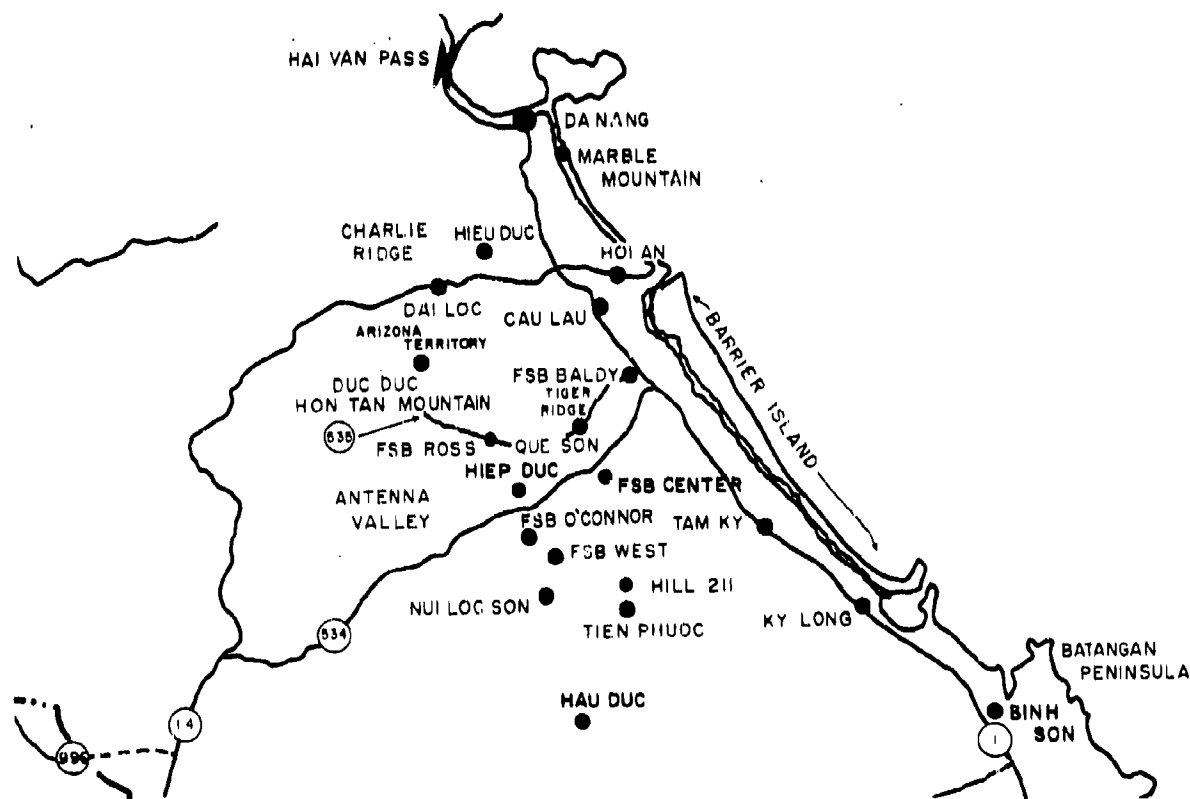 HAI VAN PASS
DA NANG
MARBLE
MOUNTAIN
CHARLIE
RIDGE
HIEU DUC
HOI AN
DAI LOC
CAU LAU
ARIZONA
TERRITORY
BARRIER ISLAND
FSB BALDY
TIGER
RIDGE
DUC DUC
HON TAN MOUNTAIN
535
FSB ROSS
QUE SON
HIEP DUC
FSB CENTER
ANTENNA
VALLEY
FSB O'CONNOR
TAM KY
FSB WEST
HILL 211
NUI LOC SON
TIEN PHUOC
KY LONG
534
BATANGAN
PENINSULA
HAU DUC
14
BINH
SON
1
996